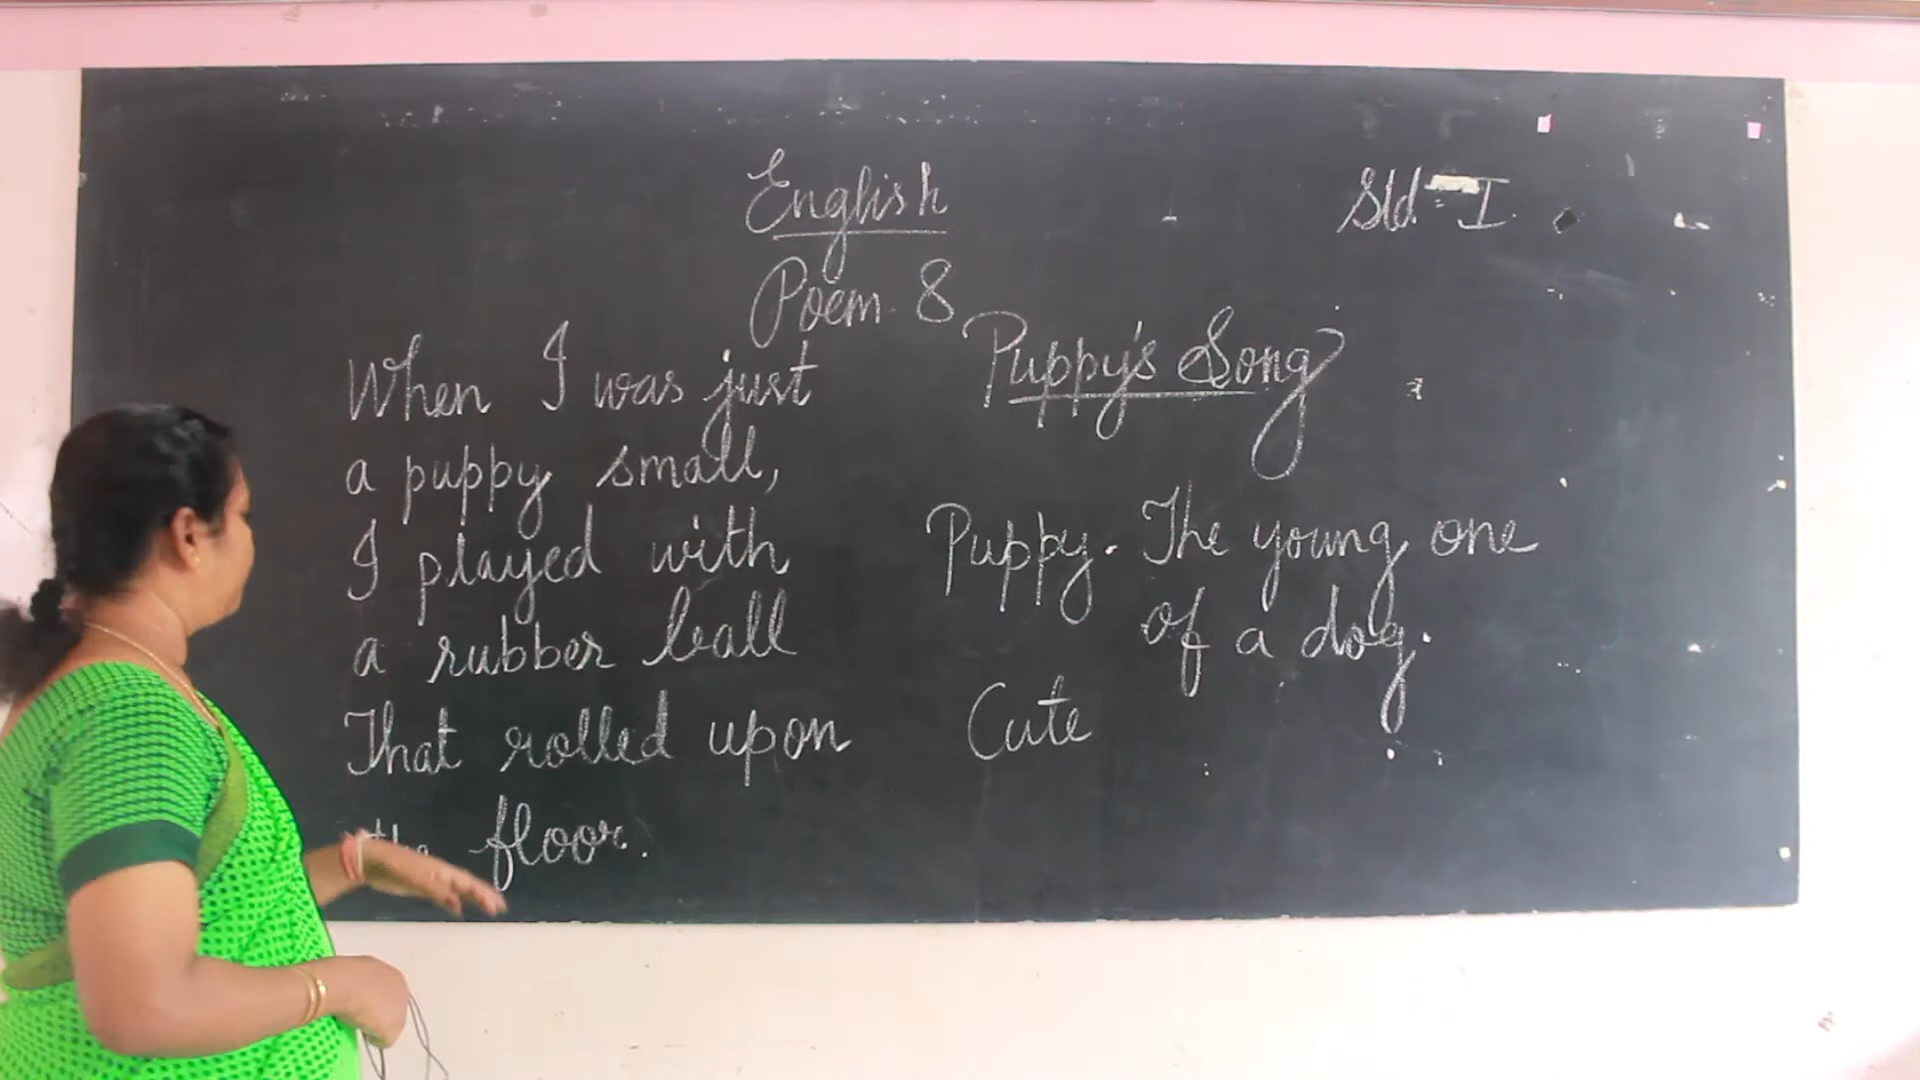 English
Std - I
Poem 8
Puppy's Song
When I was just
a puppy small,
I played with
a rubber ball
That rolled upon
the floor.
Puppy. The young one
of a dog.
Cute